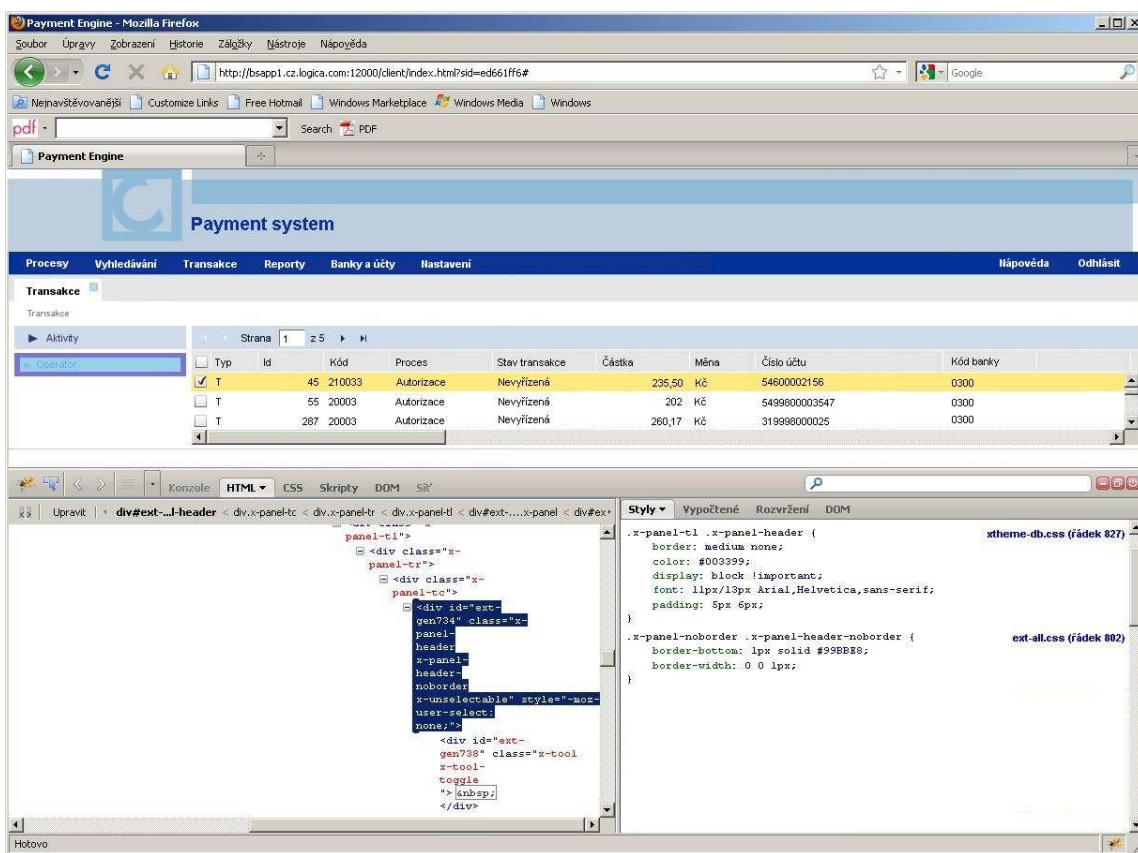 Payment Engine - Mozilla Firefox
Soubor Úpravy Zobrazení Historie Záložky Nástroje Nápověda
http://bsapp1.cz.logica.com:12000/client/index.html?sid=ed661ff6#
Google
Nejnavštěvovanější Customize Links Free Hotmail Windows Marketplace Windows Media Windows
pdf Search PDF
Payment Engine
Payment system
Procesy Vyhledávání Transakce Reporty Banky a účty Nastavení Nápověda Odhlásit
Transakce
Transakce
Aktivity
Strana 1 z 5
Operátor
Typ Id Kód Proces Stav transakce Částka Měna Číslo účtu Kód banky
T 45 210033 Autorizace Nevyřízená 235,50 Kč 54600002156 0300
T 55 20003 Autorizace Nevyřízená 202 Kč 5499800003547 0300
T 287 20003 Autorizace Nevyřízená 260,17 Kč 319998000025 0300
Konzole HTML CSS Skripty DOM Síť
Upravit div#ext-...l-header < div.x-panel-tc < div.x-panel-tr < div.x-panel-tl < div#ext-....x-panel < div#ex
Styly Vypočtené Rozvržení DOM
<div class="x-
panel-tl">
<div class="x-
panel-tr">
<div class="x-
panel-tc">
<div id="ext-
gen734" class="x-
panel-
header
x-panel-
header-
noborder
x-unselectable" style="-moz-
user-select:
none;">
<div id="ext-
gen738" class="x-tool
x-tool-
toggle
">&nbsp;
</div>
.x-panel-tl .x-panel-header { xtheme-db.css (řádek 827)
border: medium none;
color: #003399;
display: block !important;
font: 11px/13px Arial,Helvetica,sans-serif;
padding: 5px 6px;
}
.x-panel-noborder .x-panel-header-noborder { ext-all.css (řádek 802)
border-bottom: 1px solid #99BBE8;
border-width: 0 0 1px;
}
Hotovo